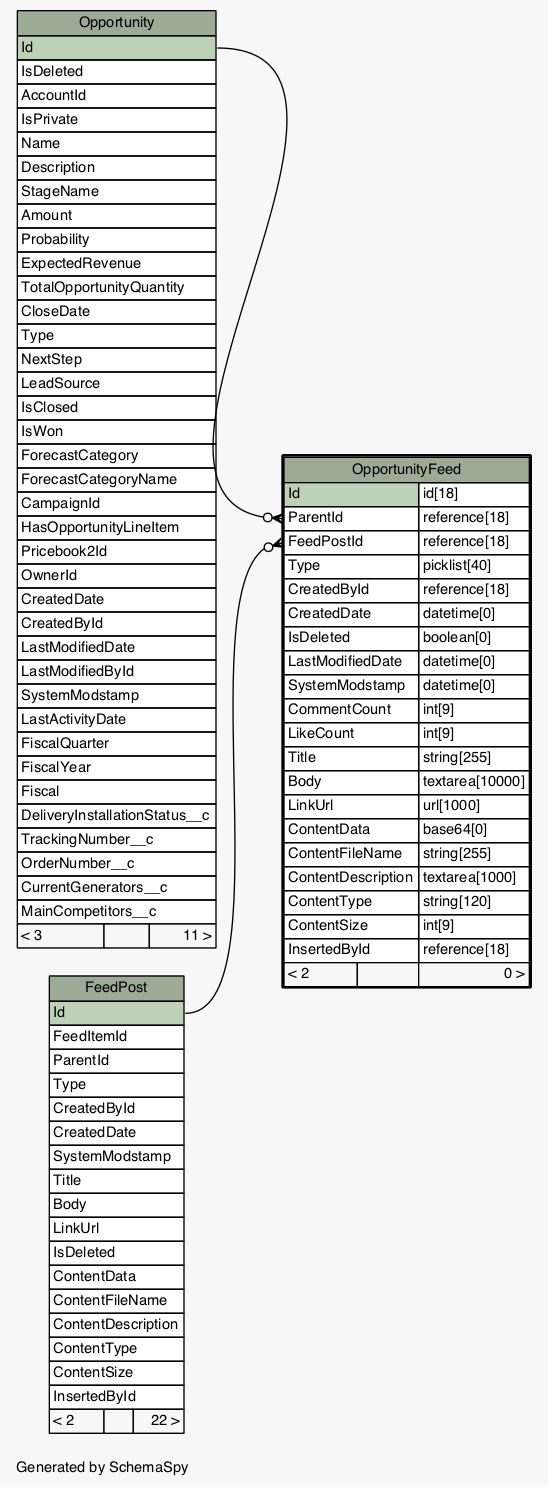 Opportunity
Id
IsDeleted
AccountId
IsPrivate
Name
Description
StageName
Amount
Probability
ExpectedRevenue
TotalOpportunityQuantity
CloseDate
Type
NextStep
LeadSource
IsClosed
IsWon
ForecastCategory
ForecastCategoryName
CampaignId
HasOpportunityLineItem
Pricebook2Id
OwnerId
CreatedDate
CreatedById
LastModifiedDate
LastModifiedById
SystemModstamp
LastActivityDate
FiscalQuarter
FiscalYear
Fiscal
DeliveryInstallationStatus__c
TrackingNumber__c
OrderNumber__c
CurrentGenerators__c
MainCompetitors__c
< 3 11 >
OpportunityFeed
Id id[18]
ParentId reference[18]
FeedPostId reference[18]
Type picklist[40]
CreatedById reference[18]
CreatedDate datetime[0]
IsDeleted boolean[0]
LastModifiedDate datetime[0]
SystemModstamp datetime[0]
CommentCount int[9]
LikeCount int[9]
Title string[255]
Body textarea[10000]
LinkUrl url[1000]
ContentData base64[0]
ContentFileName string[255]
ContentDescription textarea[1000]
ContentType string[120]
ContentSize int[9]
InsertedById reference[18]
< 2 0 >
FeedPost
Id
FeedItemId
ParentId
Type
CreatedById
CreatedDate
SystemModstamp
Title
Body
LinkUrl
IsDeleted
ContentData
ContentFileName
ContentDescription
ContentType
ContentSize
InsertedById
< 2 22 >
Generated by SchemaSpy